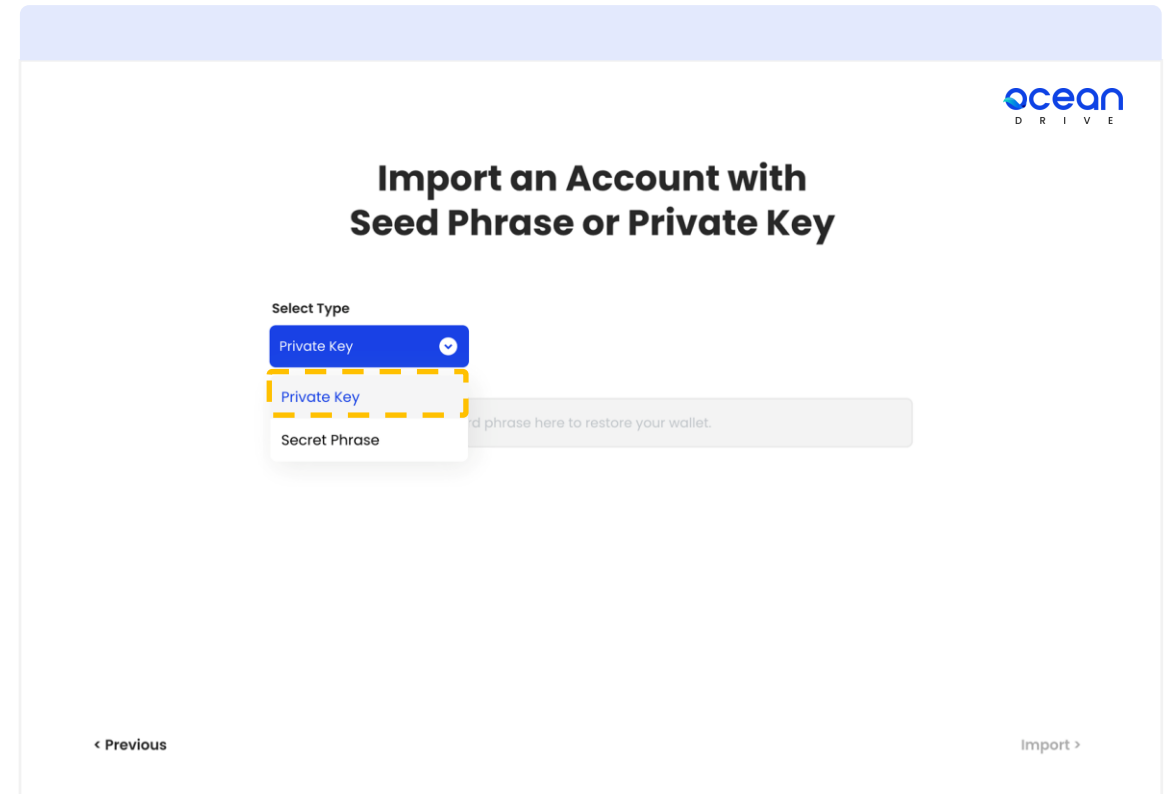 ocean
DRIVE
Import an Account with
Seed Phrase or Private Key
Select Type
Private Key
Private Key
phrase here to restore your wallet.
Secret Phrase
< Previous
Import >